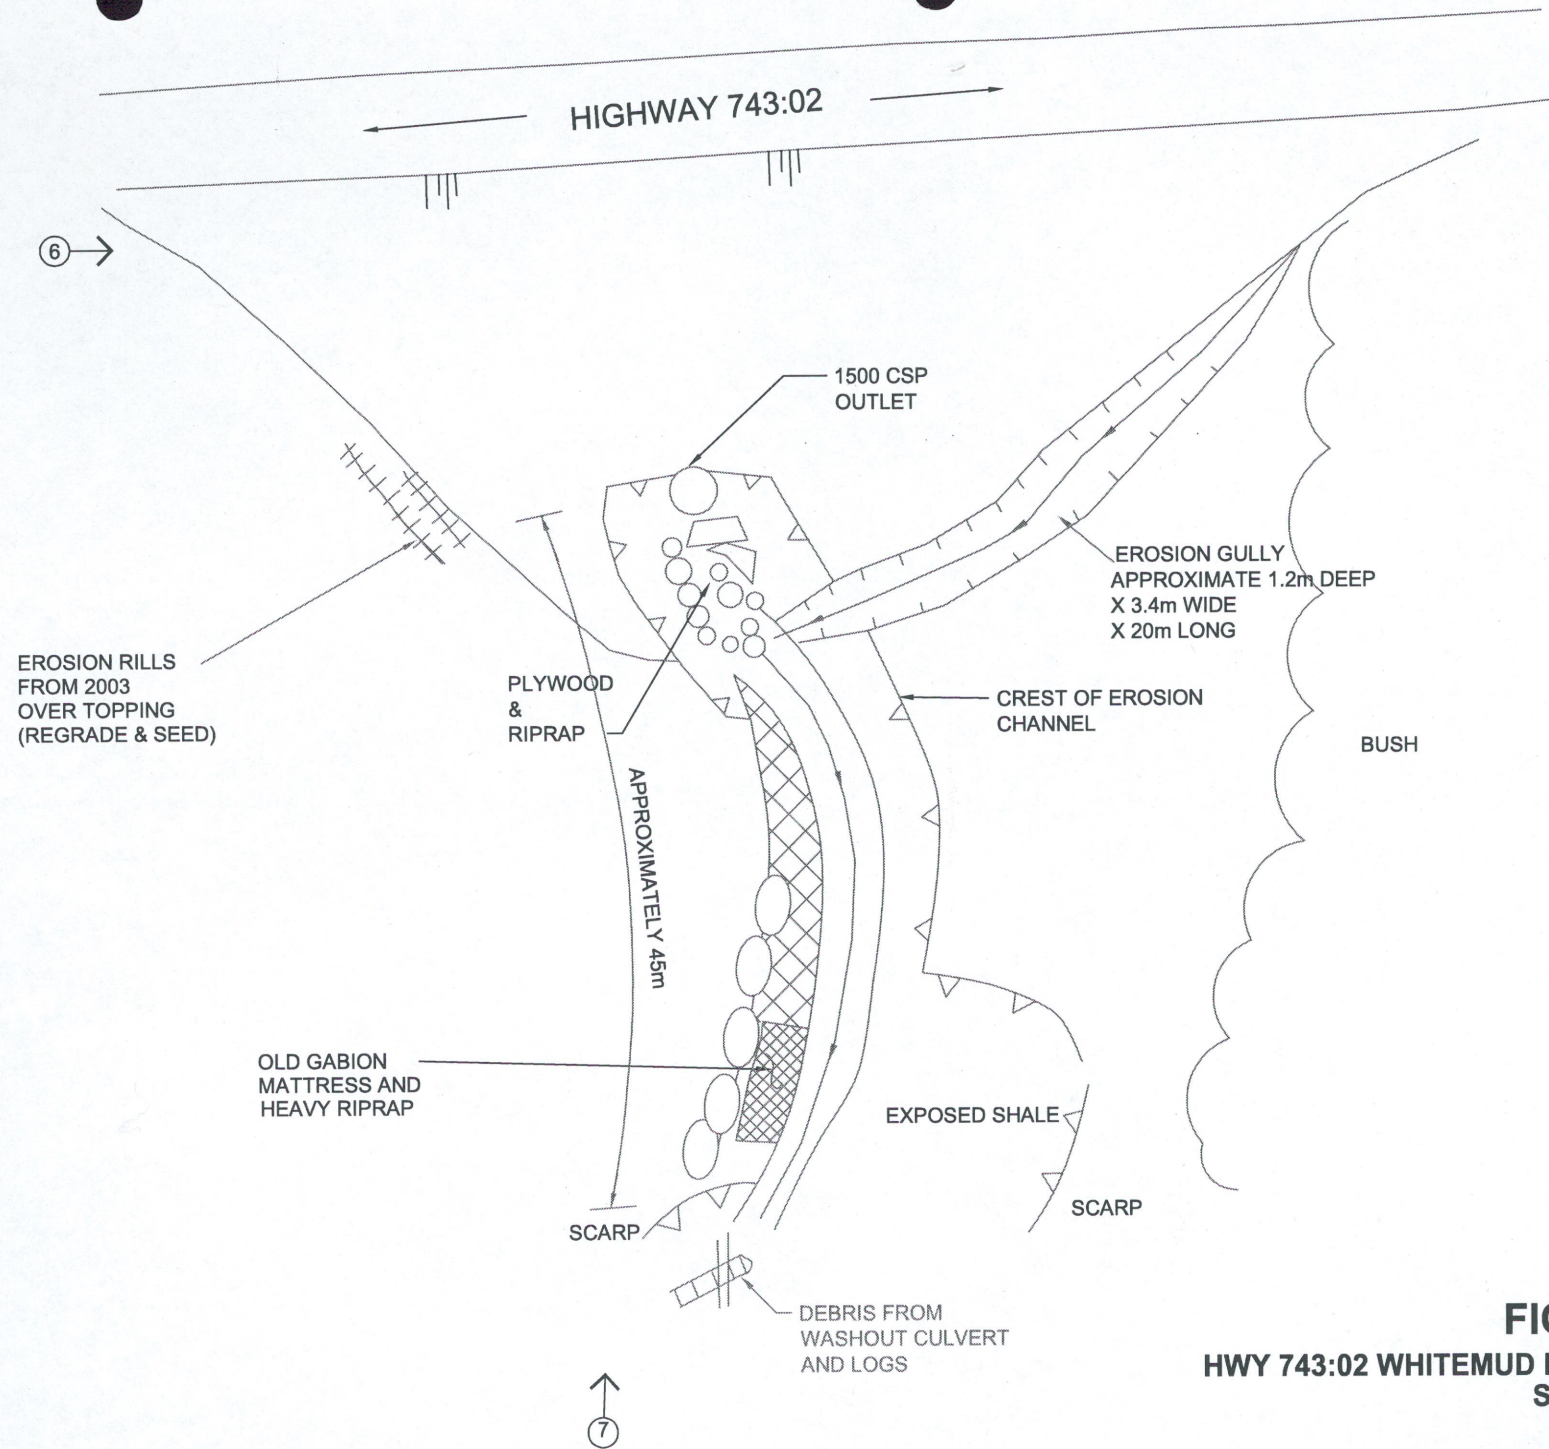 HIGHWAY 743:02
6
1500 CSP
OUTLET
EROSION GULLY
APPROXIMATE 1.2m DEEP
X 3.4m WIDE
X 20m LONG
EROSION RILLS
FROM 2003
OVER TOPPING
(REGRADE & SEED)
PLYWOOD
&
RIPRAP
CREST OF EROSION
CHANNEL
BUSH
APPROXIMATELY 45m
OLD GABION
MATTRESS AND
HEAVY RIPRAP
EXPOSED SHALE
SCARP
SCARP
DEBRIS FROM
WASHOUT CULVERT
AND LOGS
7
HWY 743:02 WHITEMUD